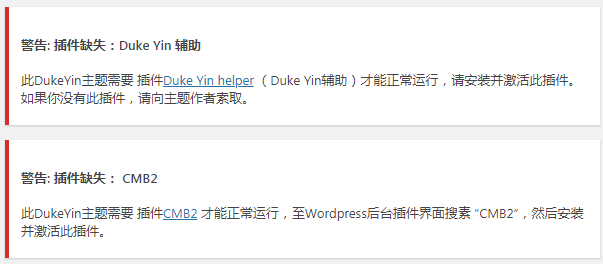 警告: 插件缺失：Duke Yin 辅助
此DukeYin主题需要 插件Duke Yin helper （ Duke Yin辅助 ) 才能正常运行，请安装并激活此插件。
如果你没有此插件，请向主题作者索取。
警告: 插件缺失： CMB2
此DukeYin主题需要 插件CMB2 才能正常运行，至Wordpress后台插件界面搜素 "CMB2"，然后安装
并激活此插件。